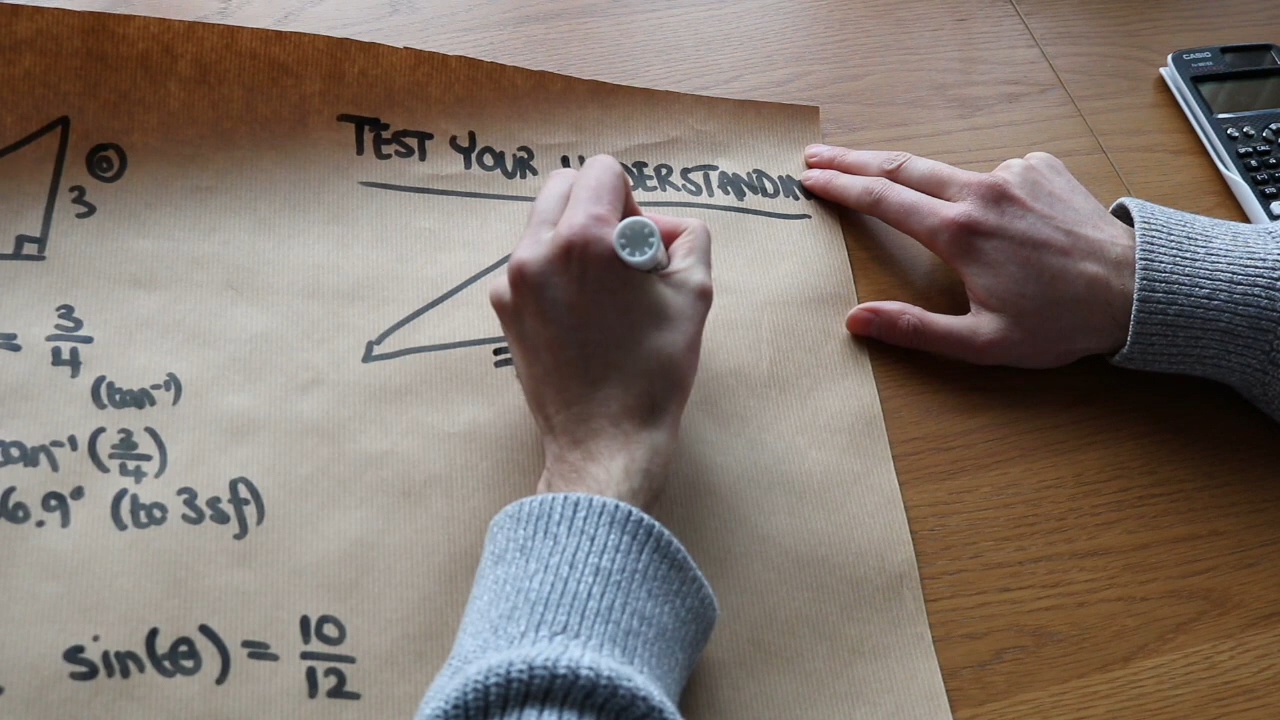 TEST YOUR UNDERSTANDIN
3
= 3/4
(tan⁻¹)
tan⁻¹(3/4)
6.9° (to 3sf)
sin(θ) = 10/12
CASIO